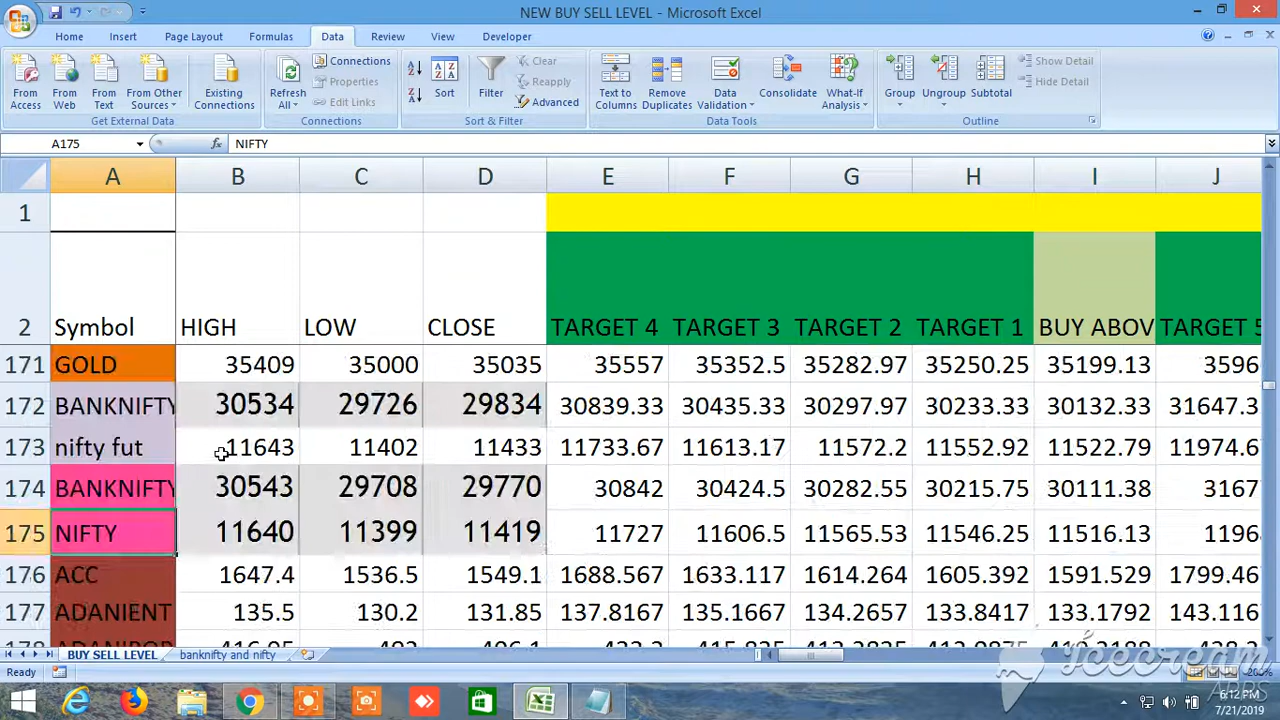 NEW BUY SELL LEVEL - Microsoft Excel
Home Insert Page Layout Formulas Data Review View Developer
From Access
From Web
From Text
From Other Sources
Existing Connections
Get External Data
Refresh All
Connections
Properties
Edit Links
Connections
Sort
Filter
Clear
Reapply
Advanced
Sort & Filter
Text to Columns
Remove Duplicates
Data Validation
Consolidate
What-If Analysis
Data Tools
Group
Ungroup
Subtotal
Show Detail
Hide Detail
Outline
A175 fx NIFTY
A B C D E F G H I J
1
2 Symbol HIGH LOW CLOSE TARGET 4 TARGET 3 TARGET 2 TARGET 1 BUY ABOV TARGET 5
171 GOLD 35409 35000 35035 35557 35352.5 35282.97 35250.25 35199.13 3596
172 BANKNIFTY 30534 29726 29834 30839.33 30435.33 30297.97 30233.33 30132.33 31647.3
173 nifty fut 11643 11402 11433 11733.67 11613.17 11572.2 11552.92 11522.79 11974.6
174 BANKNIFTY 30543 29708 29770 30842 30424.5 30282.55 30215.75 30111.38 3167
175 NIFTY 11640 11399 11419 11727 11606.5 11565.53 11546.25 11516.13 1196
176 ACC 1647.4 1536.5 1549.1 1688.567 1633.117 1614.264 1605.392 1591.529 1799.46
177 ADANIENT 135.5 130.2 131.85 137.8167 135.1667 134.2657 133.8417 133.1792 143.116
BUY SELL LEVEL banknifty and nifty
Ready 200%
Icecream
APPS
6:12 PM
7/21/2019